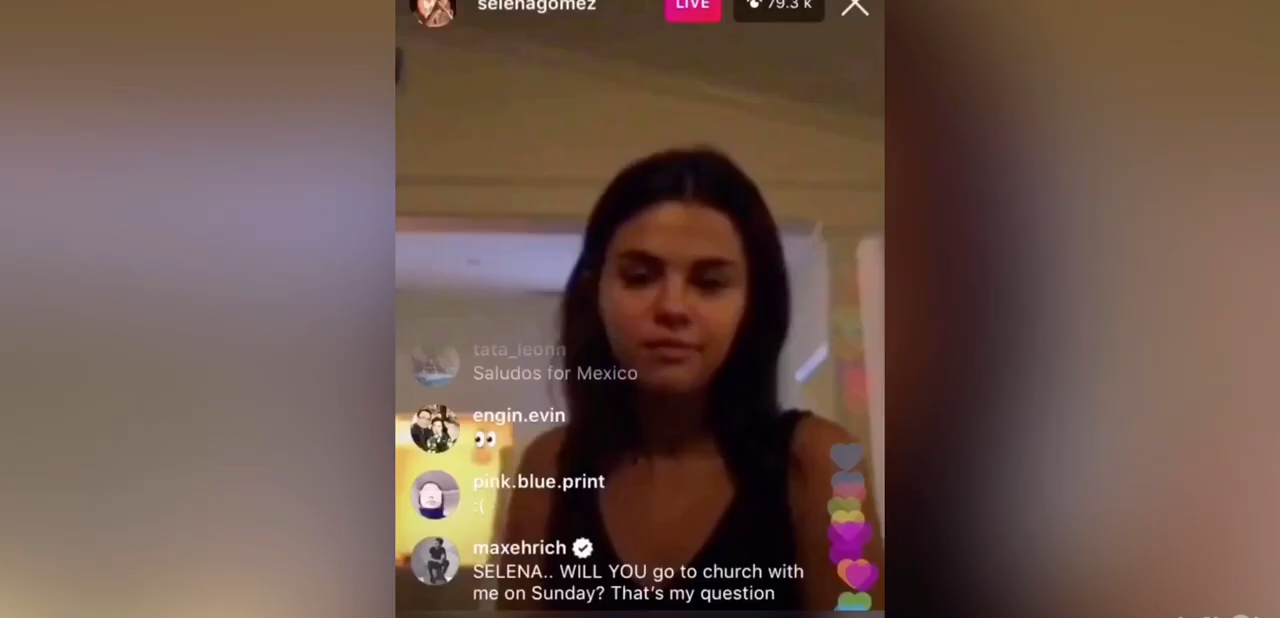 selenagomez
LIVE
79.3 k
tata_leonn
Saludos for Mexico
engin.evin
👀
pink.blue.print
:(
maxehrich
SELENA.. WILL YOU go to church with
me on Sunday? That's my question